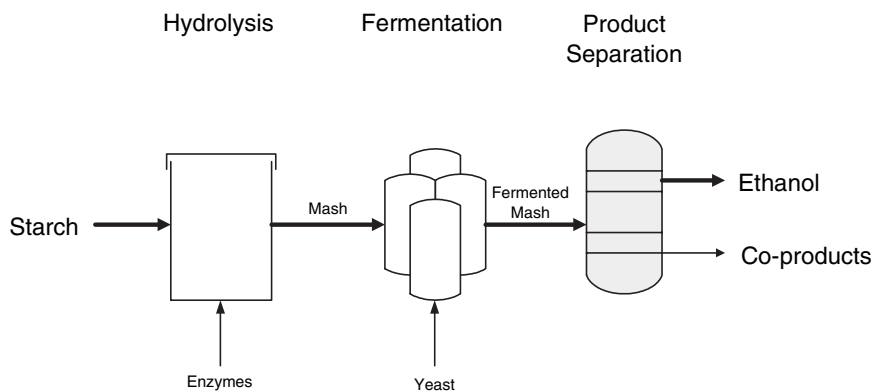 Hydrolysis
Fermentation
Product
Separation
Starch
Mash
Fermented
Mash
Ethanol
Co-products
Enzymes
Yeast